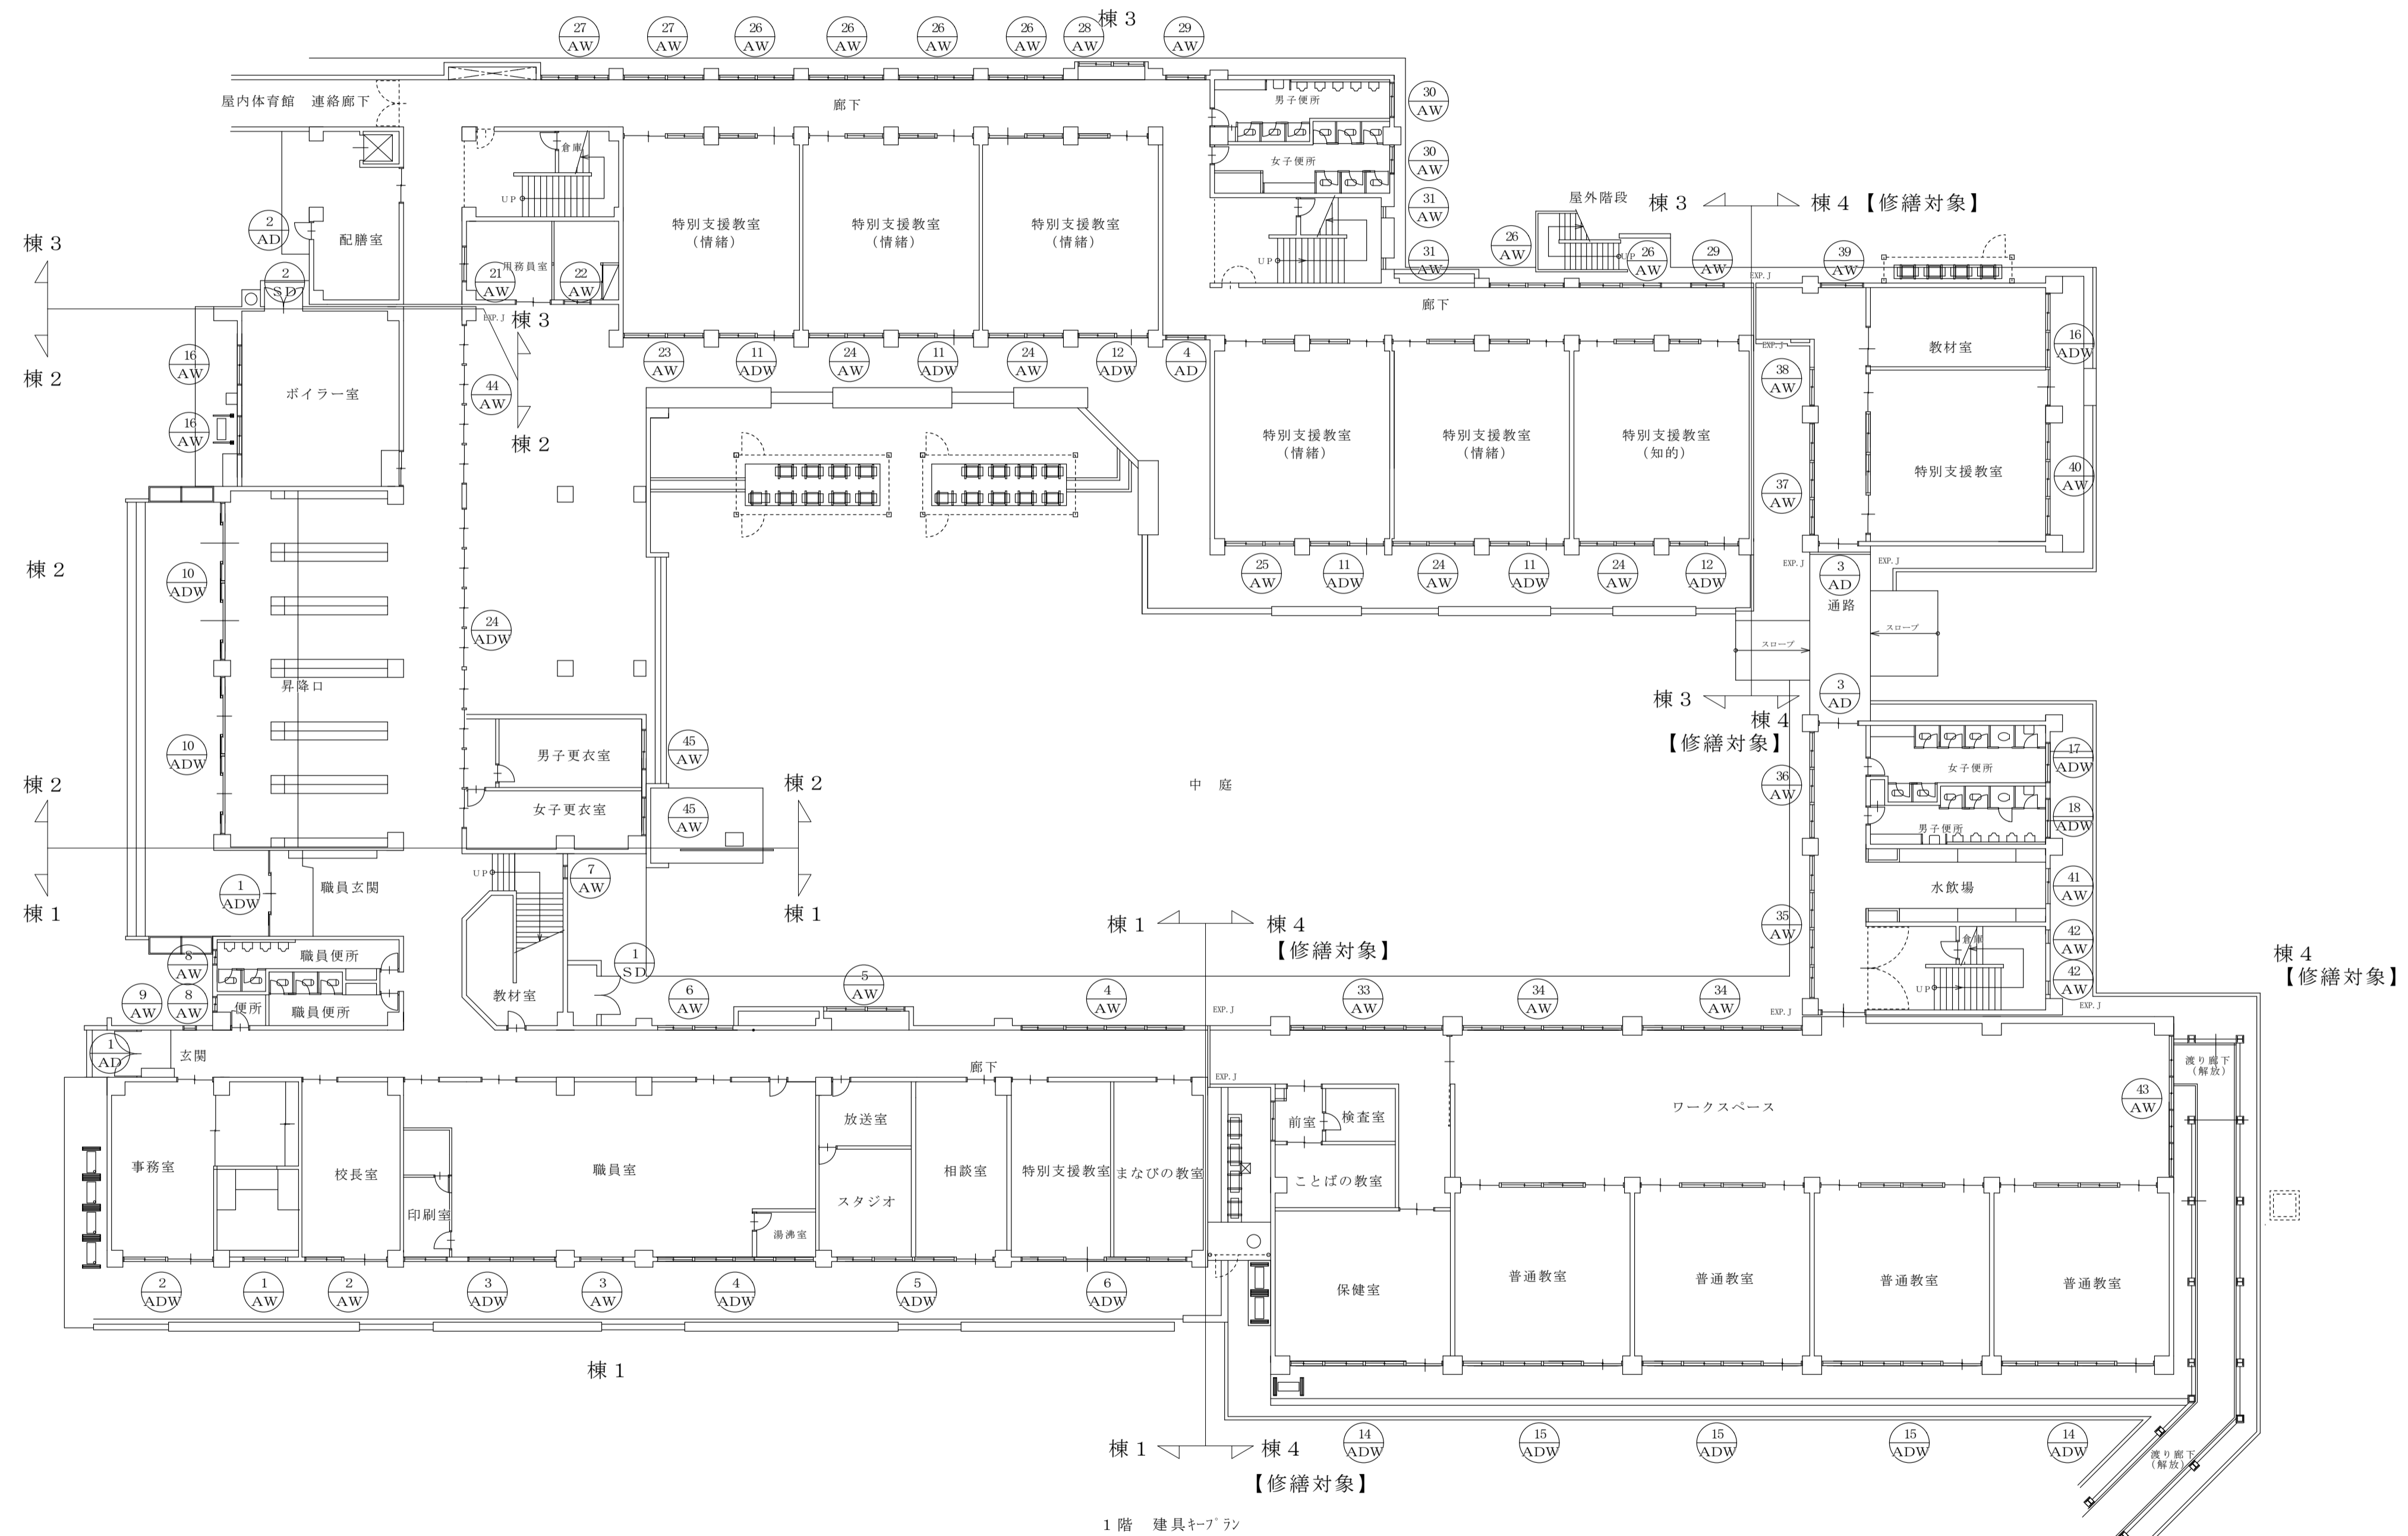 棟３
27
AW
27
AW
26
AW
26
AW
26
AW
26
AW
28
AW
29
AW
屋内体育館　連絡廊下
廊下
男子便所
30
AW
女子便所
30
AW
倉庫
UP
31
AW
屋外階段
棟３
棟４【修繕対象】
2
AD
配膳室
特別支援教室
(情緒)
特別支援教室
(情緒)
特別支援教室
(情緒)
棟３
2
SD
21
AW
用務員室
22
AW
UP
31
AW
26
AW
26
AW
UP
29
AW
EXP.J
39
AW
廊下
EXP.J
棟３
棟２
16
AW
23
AW
11
ADW
24
AW
11
ADW
24
AW
12
ADW
4
AD
EXP.J
教材室
16
ADW
ボイラー室
44
AW
38
AW
16
AW
棟２
特別支援教室
(情緒)
特別支援教室
(情緒)
特別支援教室
(知的)
特別支援教室
40
AW
37
AW
棟２
10
ADW
25
AW
11
ADW
24
AW
11
ADW
24
AW
12
ADW
EXP.J
EXP.J
3
AD
通路
24
ADW
スロープ
スロープ
昇降口
棟３
3
AD
棟４
【修繕対象】
10
ADW
男子更衣室
45
AW
17
ADW
女子便所
棟２
棟２
中　庭
36
AW
女子更衣室
45
AW
18
ADW
男子便所
棟１
1
ADW
職員玄関
UP
7
AW
棟１
水飲場
41
AW
棟１
棟４
【修繕対象】
35
AW
倉庫
42
AW
職員便所
8
AW
1
SD
42
AW
棟４
【修繕対象】
9
AW
8
AW
便所
職員便所
教材室
6
AW
5
AW
4
AW
EXP.J
33
AW
34
AW
34
AW
EXP.J
UP
EXP.J
1
AD
玄関
廊下
EXP.J
渡り廊下
(解放)
43
AW
ワークスペース
放送室
前室
検査室
事務室
校長室
職員室
相談室
特別支援教室
まなびの教室
ことばの教室
印刷室
スタジオ
湯沸室
保健室
普通教室
普通教室
普通教室
普通教室
2
ADW
1
AW
2
AW
3
ADW
3
AW
4
ADW
5
ADW
6
ADW
棟１
棟１
棟４
【修繕対象】
14
ADW
15
ADW
15
ADW
15
ADW
14
ADW
渡り廊下
(解放)
１階　建具ｷｰﾌﾟﾗﾝ